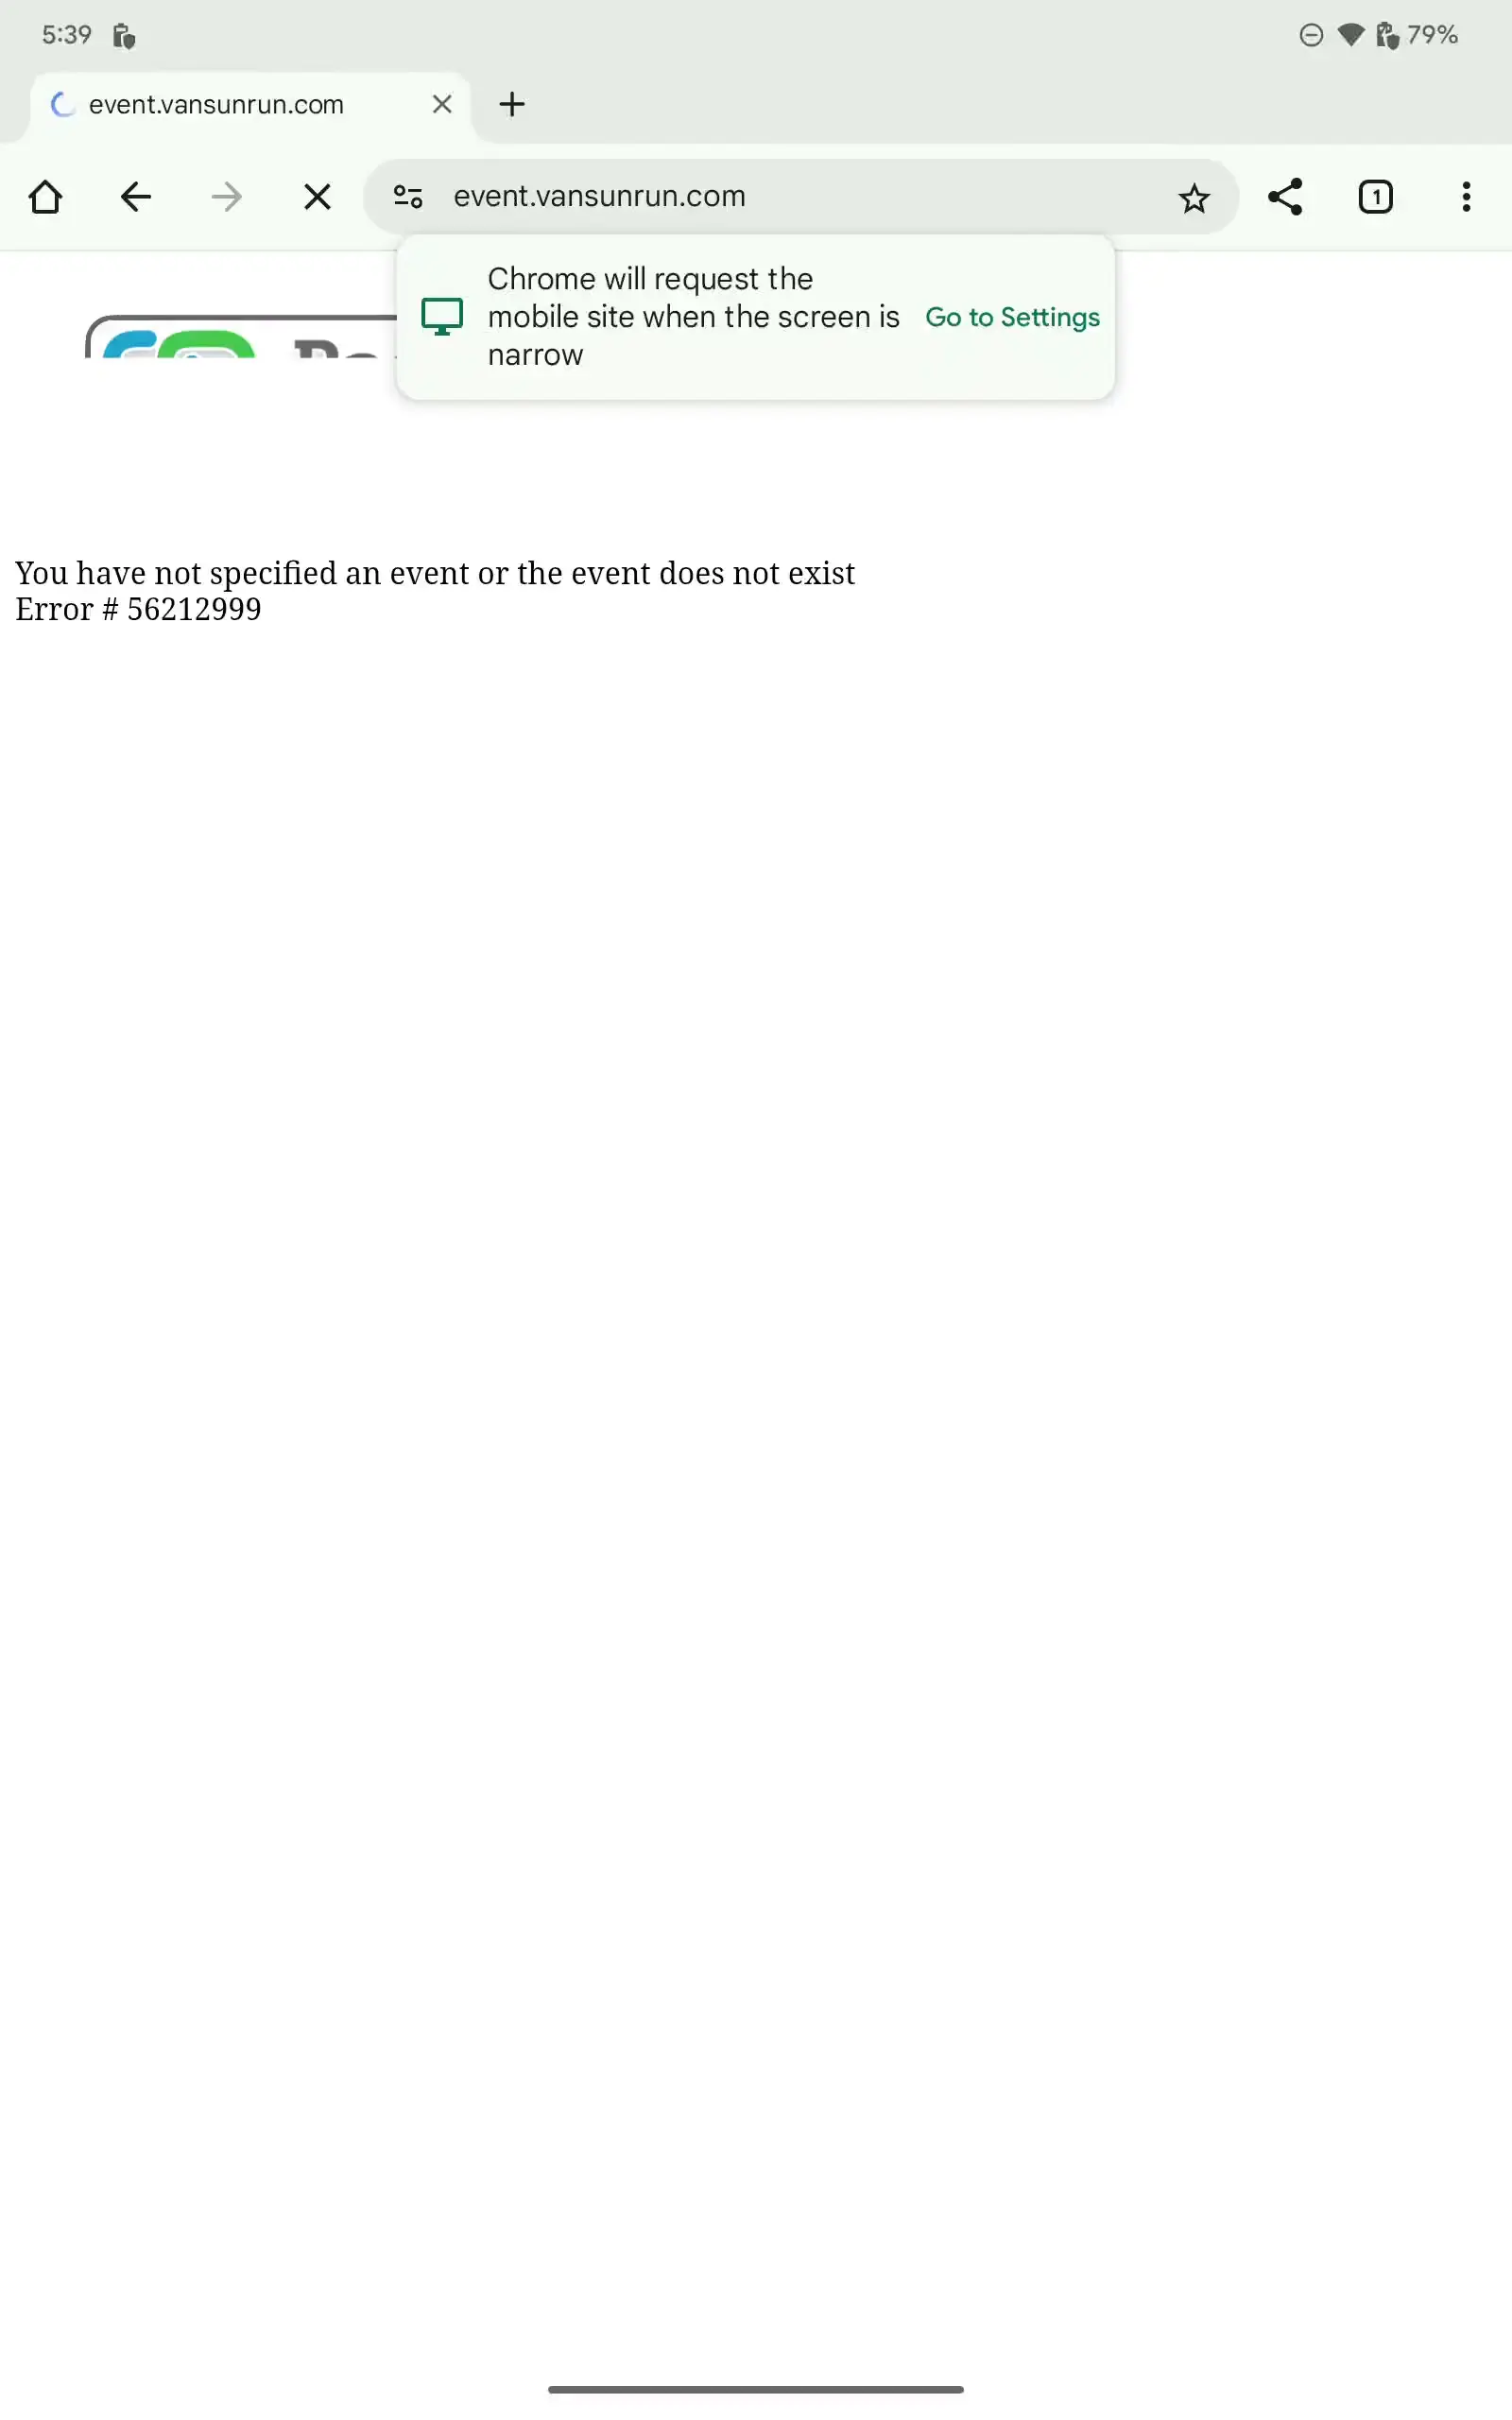 5:39
79%
event.vansunrun.com
event.vansunrun.com
1
Chrome will request the
mobile site when the screen is
narrow
Go to Settings
You have not specified an event or the event does not exist
Error # 56212999